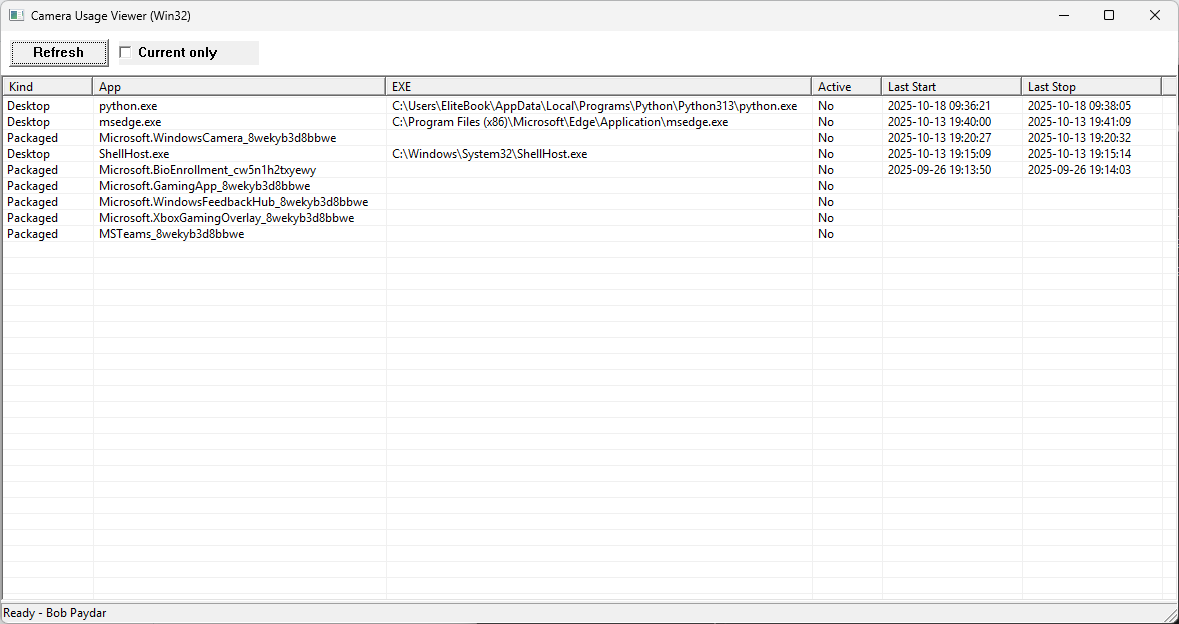 Camera Usage Viewer (Win32)
Refresh Current only
Kind App EXE Active Last Start Last Stop
Desktop python.exe C:\Users\EliteBook\AppData\Local\Programs\Python\Python313\python.exe No 2025-10-18 09:36:21 2025-10-18 09:38:05
Desktop msedge.exe C:\Program Files (x86)\Microsoft\Edge\Application\msedge.exe No 2025-10-13 19:40:00 2025-10-13 19:41:09
Packaged Microsoft.WindowsCamera_8wekyb3d8bbwe No 2025-10-13 19:20:27 2025-10-13 19:20:32
Desktop ShellHost.exe C:\Windows\System32\ShellHost.exe No 2025-10-13 19:15:09 2025-10-13 19:15:14
Packaged Microsoft.BioEnrollment_cw5n1h2txyewy No 2025-09-26 19:13:50 2025-09-26 19:14:03
Packaged Microsoft.GamingApp_8wekyb3d8bbwe No
Packaged Microsoft.WindowsFeedbackHub_8wekyb3d8bbwe No
Packaged Microsoft.XboxGamingOverlay_8wekyb3d8bbwe No
Packaged MSTeams_8wekyb3d8bbwe No
Ready - Bob Paydar